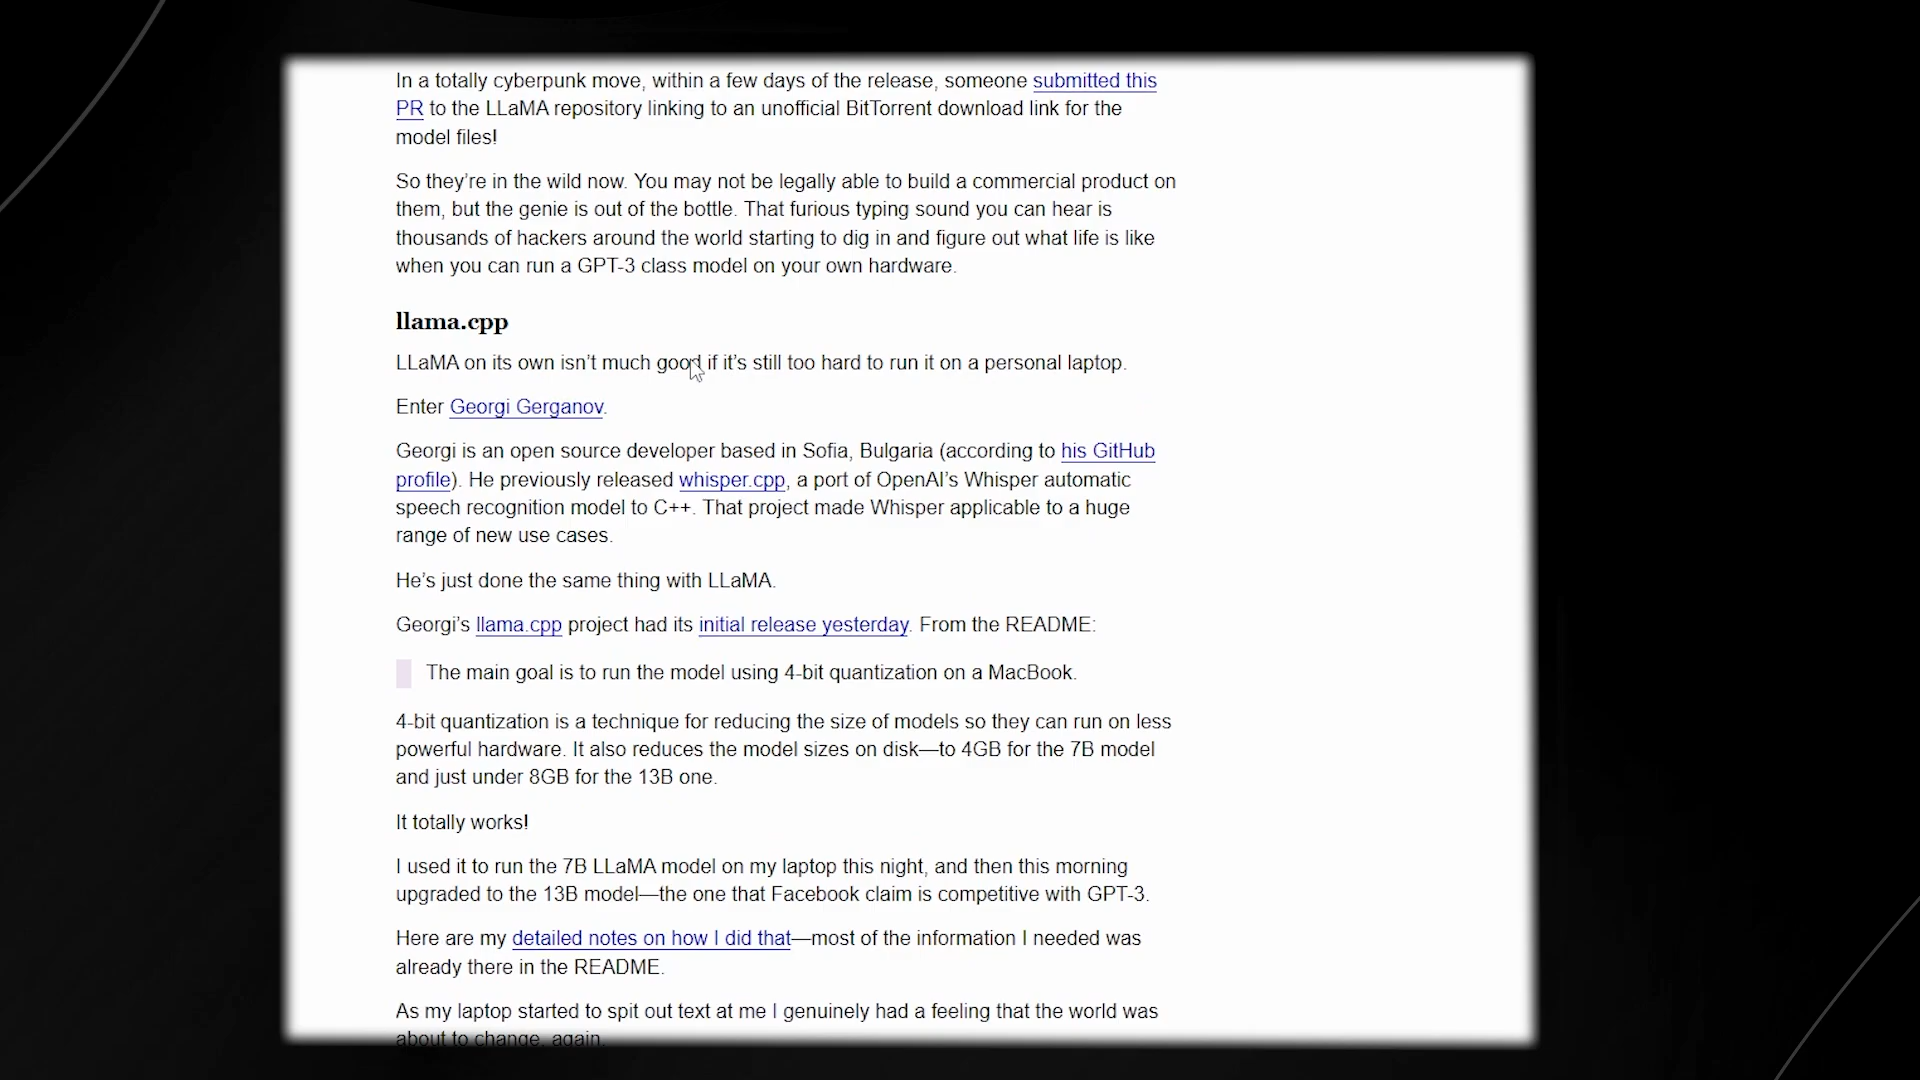 In a totally cyberpunk move, within a few days of the release, someone submitted this
PR to the LLaMA repository linking to an unofficial BitTorrent download link for the
model files!
So they’re in the wild now. You may not be legally able to build a commercial product on
them, but the genie is out of the bottle. That furious typing sound you can hear is
thousands of hackers around the world starting to dig in and figure out what life is like
when you can run a GPT-3 class model on your own hardware.
llama.cpp
LLaMA on its own isn’t much good if it’s still too hard to run it on a personal laptop.
Enter Georgi Gerganov.
Georgi is an open source developer based in Sofia, Bulgaria (according to his GitHub
profile). He previously released whisper.cpp, a port of OpenAI’s Whisper automatic
speech recognition model to C++. That project made Whisper applicable to a huge
range of new use cases.
He’s just done the same thing with LLaMA.
Georgi’s llama.cpp project had its initial release yesterday. From the README:
The main goal is to run the model using 4-bit quantization on a MacBook.
4-bit quantization is a technique for reducing the size of models so they can run on less
powerful hardware. It also reduces the model sizes on disk—to 4GB for the 7B model
and just under 8GB for the 13B one.
It totally works!
I used it to run the 7B LLaMA model on my laptop this night, and then this morning
upgraded to the 13B model—the one that Facebook claim is competitive with GPT-3.
Here are my detailed notes on how I did that—most of the information I needed was
already there in the README.
As my laptop started to spit out text at me I genuinely had a feeling that the world was
about to change, again.